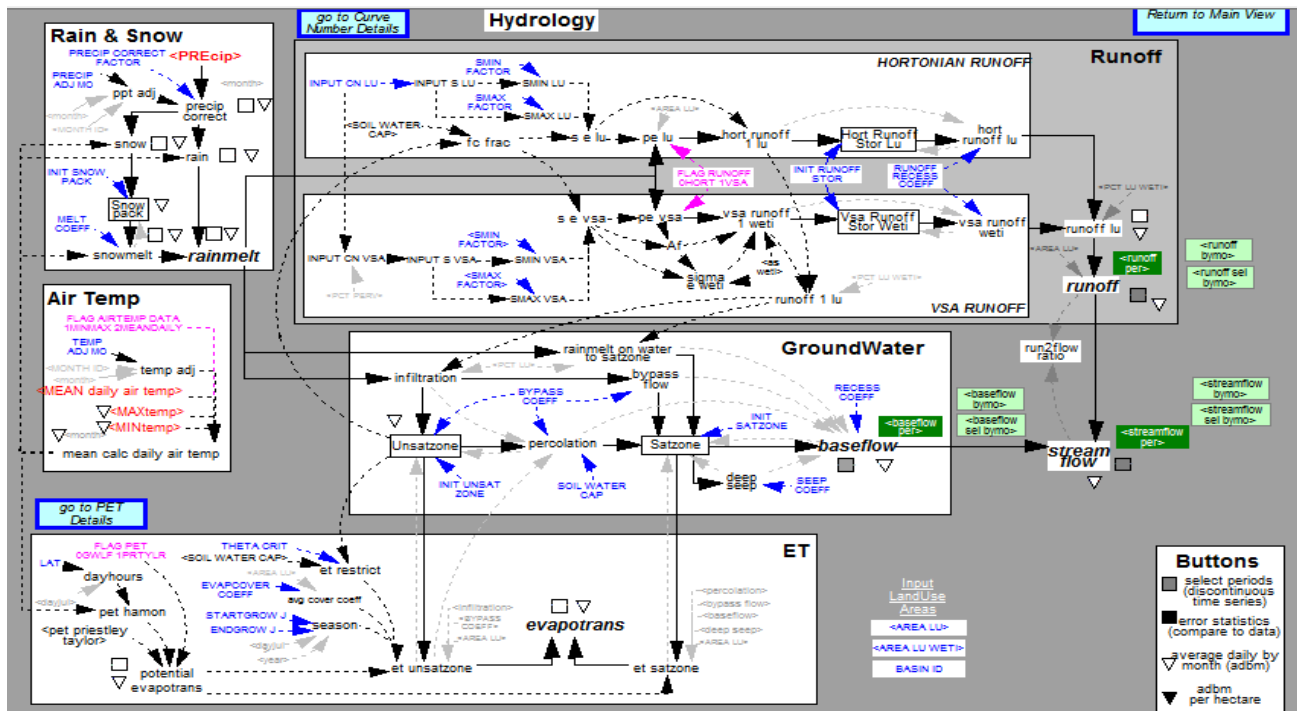 go to Curve
Number Details
Hydrology
Return to Main View
Rain & Snow
PRECIP CORRECT
FACTOR
<PREcip>
PRECIP
ADJ MO
<month>
ppt adj
precip
correct
<month>
<MONTH ID>
snow
rain
INIT SNOW
PACK
Snow
pack
MELT
COEFF
snowmelt
rainmelt
Runoff
HORTONIAN RUNOFF
INPUT CN LU
INPUT S LU
SMIN
FACTOR
SMIN LU
SMAX
FACTOR
SMAX LU
<SOIL WATER
CAP>
fc frac
s e lu
pe lu
<AREA LU>
hort runoff
1 lu
Hort Runoff
Stor Lu
hort
runoff lu
FLAG RUNOFF
0HORT 1VSA
INIT RUNOFF
STOR
RUNOFF
RECESS
COEFF
<PCT LU WETI>
s e vsa
pe vsa
vsa runoff
1 weti
Vsa Runoff
Stor Weti
vsa runoff
weti
runoff lu
Af
<SMIN
FACTOR>
INPUT CN VSA
INPUT S VSA
SMIN VSA
<SMAX
FACTOR>
SMAX VSA
<PCT PERV>
sigma
e weti
<as
weti>
<PCT LU WETI>
runoff 1 lu
VSA RUNOFF
<AREA LU>
<runoff
per>
<runoff
bymo>
<runoff sel
bymo>
runoff
Air Temp
FLAG AIRTEMP DATA
1MINMAX 2MEANDAILY
TEMP
ADJ MO
<MONTH ID>
<month>
temp adj
<MEAN daily air temp>
<MAXtemp>
<MINtemp>
<month>
mean calc daily air temp
GroundWater
rainmelt on water
to satzone
<PCT LU>
infiltration
bypass
flow
BYPASS
COEFF
RECESS
COEFF
INIT
SATZONE
Unsatzone
percolation
Satzone
baseflow
<baseflow
per>
<baseflow
bymo>
<baseflow
sel bymo>
INIT UNSAT
ZONE
SOIL WATER
CAP
deep
seep
SEEP
COEFF
run2flow
ratio
<streamflow
bymo>
<streamflow
sel bymo>
<streamflow
per>
stream
flow
go to PET
Details
ET
FLAG PET
0GWLF 1PRTYLR
LAT
dayhours
<dayjul>
pet hamon
<pet priestley
taylor>
potential
evapotrans
THETA CRIT
<SOIL WATER CAP>
et restrict
<AREA LU>
EVAPCOVER
COEFF
avg cover coeff
STARTGROW J
ENDGROW J
season
<dayjul>
<year>
et unsatzone
<infiltration>
<BYPASS
COEFF>
<AREA LU>
evapotrans
et satzone
<percolation>
<bypass flow>
<baseflow>
<deep seep>
<AREA LU>
Input
LandUse
Areas
<AREA LU>
<AREA LU WETI>
BASIN ID
Buttons
select periods
(discontinuous
time series)
error statistics
(compare to data)
average daily by
month (adbm)
adbm
per hectare